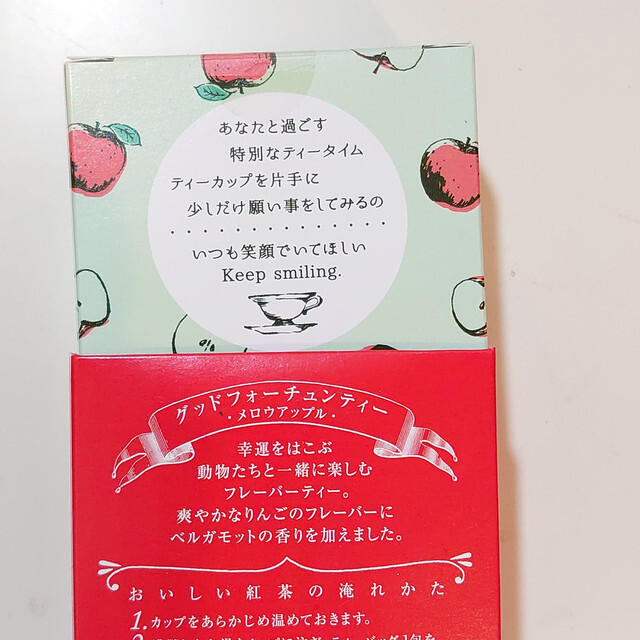 あなたと過ごす
特別なティータイム
ティーカップを片手に
少しだけ願い事をしてみるの
いつも笑顔でいてほしい
Keep smiling.
グッドフォーチュンティー
・メロウアップル・
幸運をはこぶ
動物たちと一緒に楽しむ
フレーバーティー。
爽やかなりんごのフレーバーに
ベルガモットの香りを加えました。
おいしい紅茶の淹れかた
1.カップをあらかじめ温めておきます。